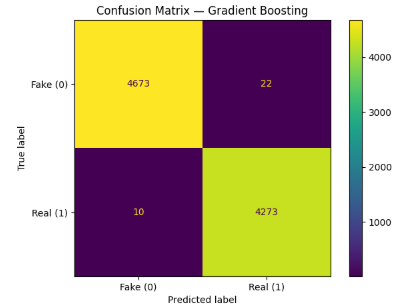 Confusion Matrix — Gradient Boosting
Fake (0)
4673
22
Real (1)
10
4273
True label
Fake (0)
Real (1)
Predicted label
4000
3000
2000
1000